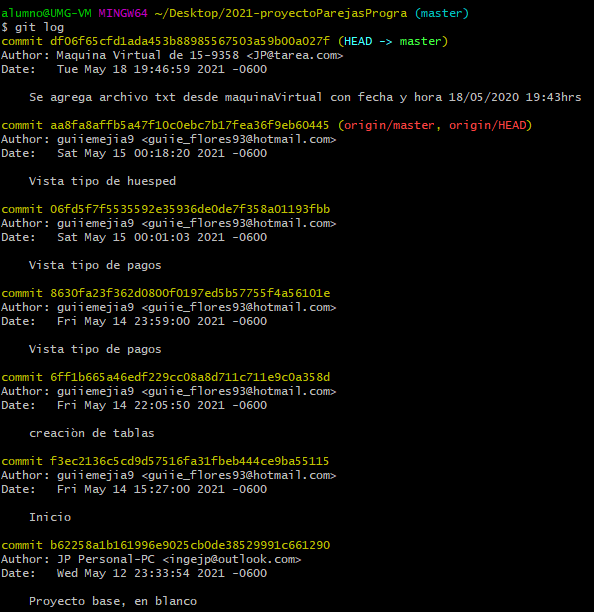 alumno@UMG-VM MINGW64 ~/Desktop/2021-proyectoParejasProgra (master)
$ git log
commit df06f65cfd1ada453b88985567503a59b00a027f (HEAD -> master)
Author: Maquina Virtual de 15-9358 <JP@tarea.com>
Date:   Tue May 18 19:46:59 2021 -0600
    Se agrega archivo txt desde maquinaVirtual con fecha y hora 18/05/2020 19:43hrs
commit aa8fa8affb5a47f10c0ebc7b17fea36f9eb60445 (origin/master, origin/HEAD)
Author: guiiemejia9 <guiie_flores93@hotmail.com>
Date:   Sat May 15 00:18:20 2021 -0600
    Vista tipo de huesped
commit 06fd5f7f5535592e35936de0de7f358a01193fbb
Author: guiiemejia9 <guiie_flores93@hotmail.com>
Date:   Sat May 15 00:01:03 2021 -0600
    Vista tipo de pagos
commit 8630fa23f362d0800f0197ed5b57755f4a56101e
Author: guiiemejia9 <guiie_flores93@hotmail.com>
Date:   Fri May 14 23:59:00 2021 -0600
    Vista tipo de pagos
commit 6ff1b665a46edf229cc08a8d711c711e9c0a358d
Author: guiiemejia9 <guiie_flores93@hotmail.com>
Date:   Fri May 14 22:05:50 2021 -0600
    creaciòn de tablas
commit f3ec2136c5cd9d57516fa31fbeb444ce9ba55115
Author: guiiemejia9 <guiie_flores93@hotmail.com>
Date:   Fri May 14 15:27:00 2021 -0600
    Inicio
commit b62258a1b161996e9025cb0de38529991c661290
Author: JP Personal-PC <ingejp@outlook.com>
Date:   Wed May 12 23:33:54 2021 -0600
    Proyecto base, en blanco